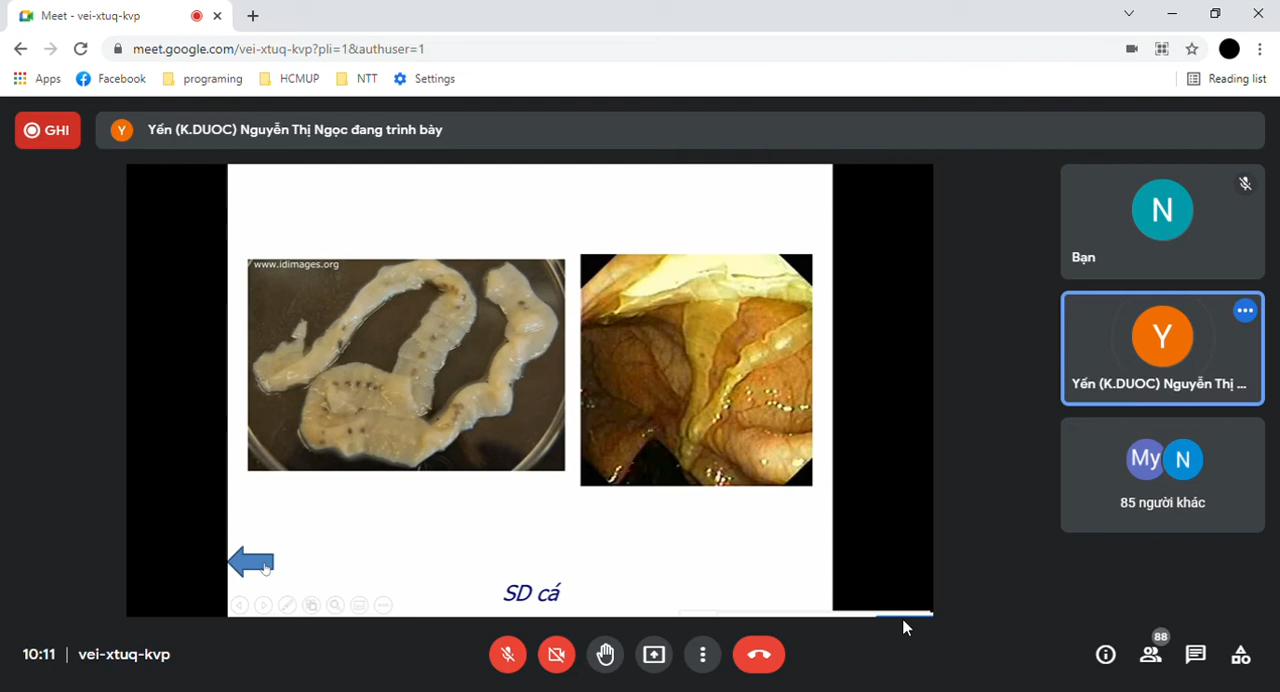 Meet - vei-xtuq-kvp
meet.google.com/vei-xtuq-kvp?pli=1&authuser=1
Apps Facebook programing HCMUP NTT Settings Reading list
GHI Y Yến (K.DUOC) Nguyễn Thị Ngọc đang trình bày
www.idimages.org
N
Bạn
Y
Yến (K.DUOC) Nguyễn Thị ...
My N
85 người khác
SD cá
10:11 | vei-xtuq-kvp
88